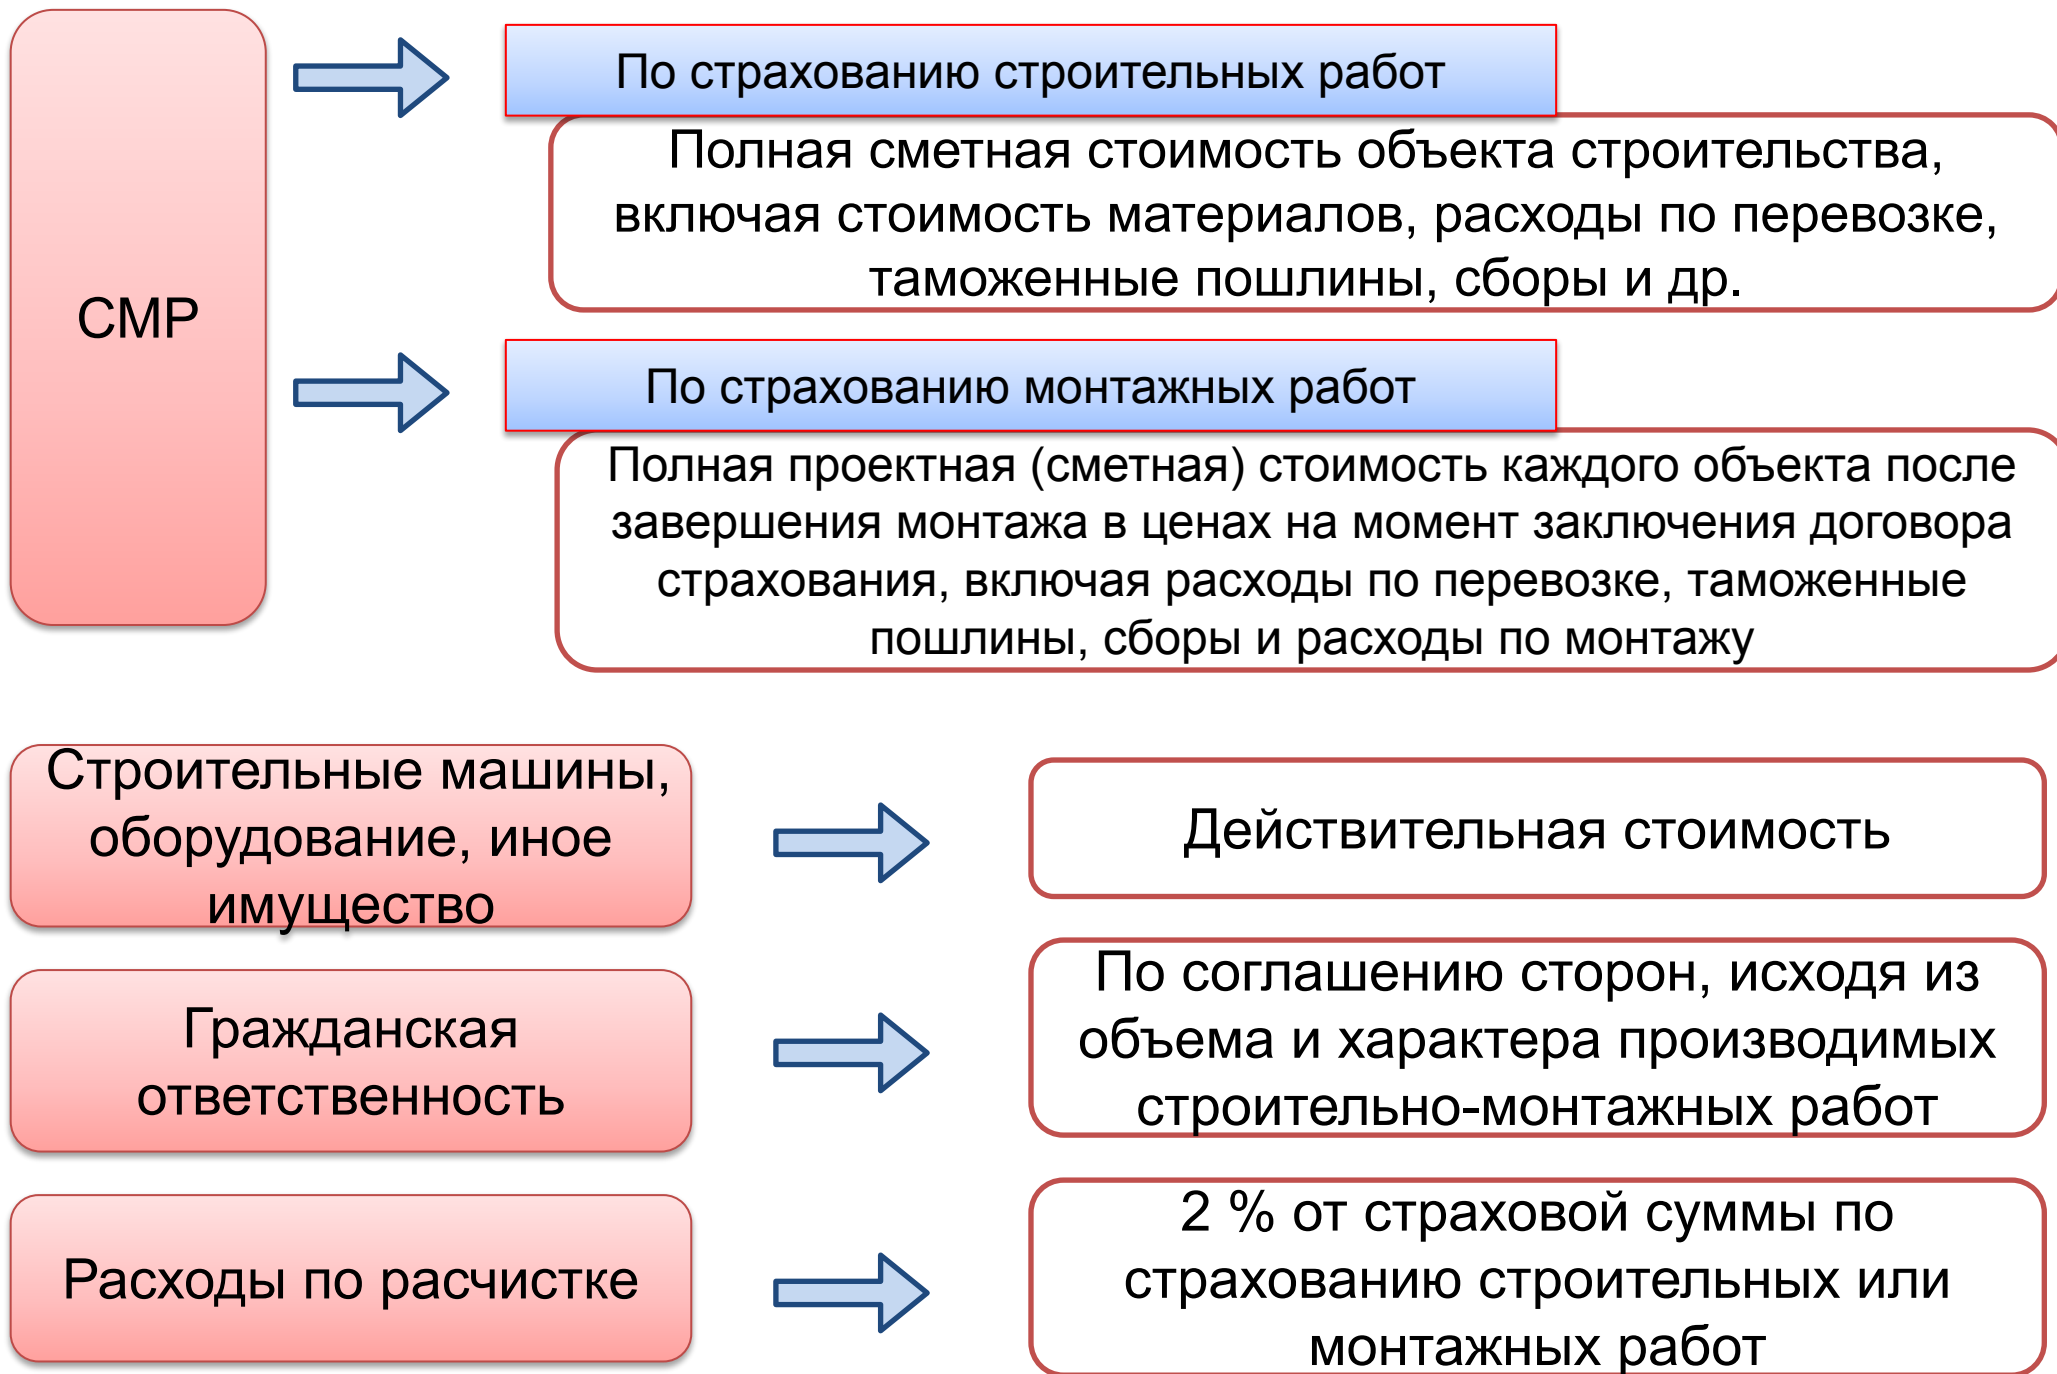 СМР
По страхованию строительных работ
Полная сметная стоимость объекта строительства,
включая стоимость материалов, расходы по перевозке,
таможенные пошлины, сборы и др.
По страхованию монтажных работ
Полная проектная (сметная) стоимость каждого объекта после
завершения монтажа в ценах на момент заключения договора
страхования, включая расходы по перевозке, таможенные
пошлины, сборы и расходы по монтажу
Строительные машины,
оборудование, иное
имущество
Действительная стоимость
Гражданская
ответственность
По соглашению сторон, исходя из
объема и характера производимых
строительно-монтажных работ
Расходы по расчистке
2 % от страховой суммы по
страхованию строительных или
монтажных работ